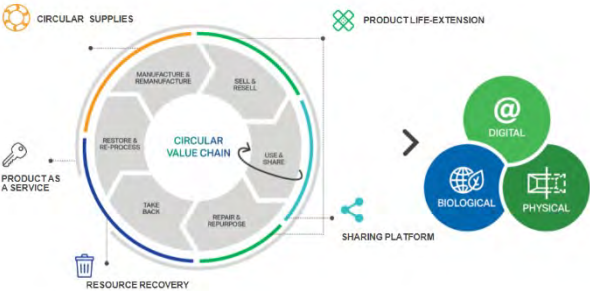 CIRCULAR SUPPLIES
PRODUCT LIFE-EXTENSION
MANUFACTURE &
REMANUFACTURE
SELL &
RESELL
@
DIGITAL
RESTORE &
RE-PROCESS
CIRCULAR
VALUE CHAIN
USE &
SHARE
PRODUCT AS
A SERVICE
BIOLOGICAL
PHYSICAL
TAKE
BACK
REPAIR &
REPURPOSE
SHARING PLATFORM
RESOURCE RECOVERY